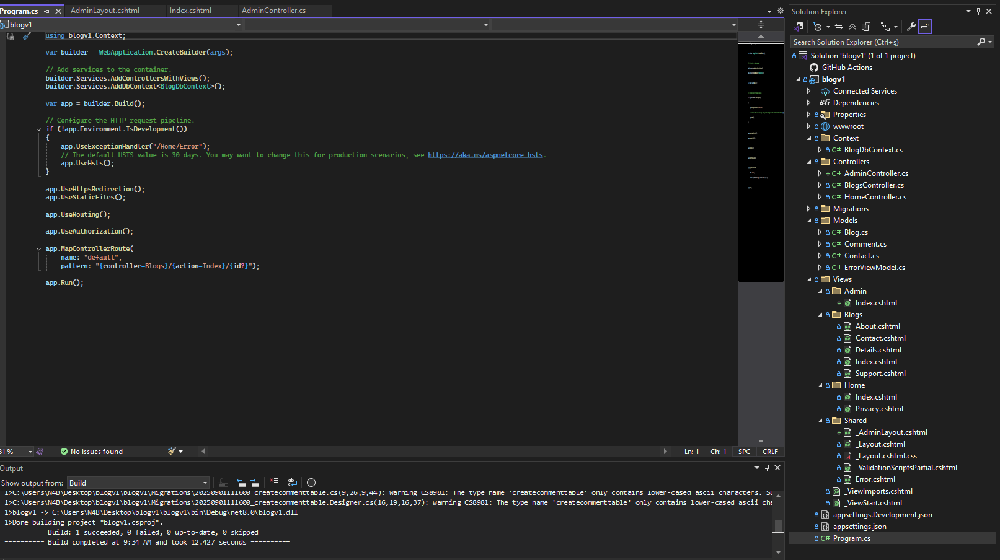 Program.cs
_AdminLayout.cshtml
Index.cshtml
AdminController.cs
blogv1
using blogv1.Context;
var builder = WebApplication.CreateBuilder(args);
// Add services to the container.
builder.Services.AddControllersWithViews();
builder.Services.AddDbContext<BlogDbContext>();
var app = builder.Build();
// Configure the HTTP request pipeline.
if (!app.Environment.IsDevelopment())
{
app.UseExceptionHandler("/Home/Error");
// The default HSTS value is 30 days. You may want to change this for production scenarios, see https://aka.ms/aspnetcore-hsts.
app.UseHsts();
}
app.UseHttpsRedirection();
app.UseStaticFiles();
app.UseRouting();
app.UseAuthorization();
app.MapControllerRoute(
name: "default",
pattern: "{controller=Blogs}/{action=Index}/{id?}");
app.Run();
No issues found
Ln: 1 Ch: 1 SPC CRLF
Output
Show output from: Build
1>C:\Users\N4B\Desktop\blogv1\blogv1\Migrations\20250901111600_createcommenttable.cs(9,26,9,44): warning CS8981: The type name 'createcommenttable' only contains lower-cased ascii characters.
1>C:\Users\N4B\Desktop\blogv1\blogv1\Migrations\20250901111600_createcommenttable.Designer.cs(16,19,16,37): warning CS8981: The type name 'createcommenttable' only contains lower-cased ascii cha
1>blogv1 -> C:\Users\N4B\Desktop\blogv1\blogv1\bin\Debug\net8.0\blogv1.dll
1>Done building project "blogv1.csproj".
========== Build: 1 succeeded, 0 failed, 0 up-to-date, 0 skipped ==========
========== Build completed at 9:34 AM and took 12.427 seconds ==========
Solution Explorer
Search Solution Explorer (Ctrl+ş)
Solution 'blogv1' (1 of 1 project)
GitHub Actions
blogv1
Connected Services
Dependencies
Properties
wwwroot
Context
C# BlogDbContext.cs
Controllers
+ C# AdminController.cs
C# BlogsController.cs
C# HomeController.cs
Migrations
Models
C# Blog.cs
C# Comment.cs
C# Contact.cs
C# ErrorViewModel.cs
Views
Admin
+ Index.cshtml
Blogs
About.cshtml
Contact.cshtml
Details.cshtml
Index.cshtml
Support.cshtml
Home
Index.cshtml
Privacy.cshtml
Shared
+ _AdminLayout.cshtml
_Layout.cshtml
_Layout.cshtml.css
_ValidationScriptsPartial.cshtml
Error.cshtml
_ViewImports.cshtml
_ViewStart.cshtml
appsettings.Development.json
appsettings.json
C# Program.cs